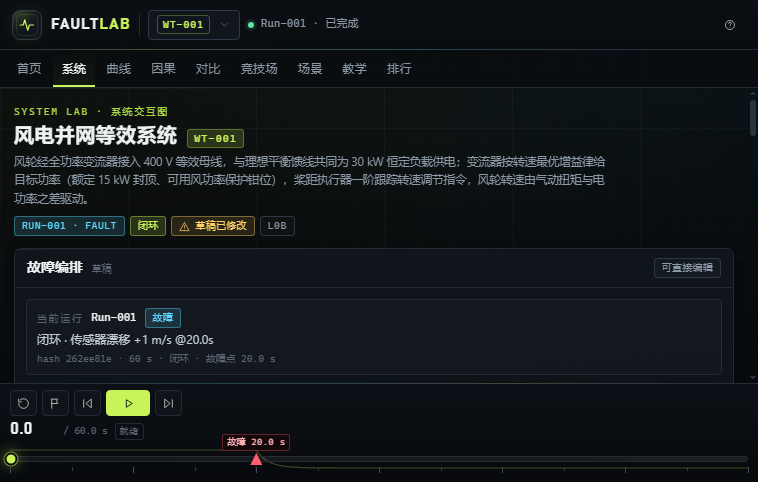 FAULTLAB WT-001 Run-001 · 已完成
首页 系统 曲线 因果 对比 竞技场 场景 教学 排行
SYSTEM LAB · 系统交互图
风电并网等效系统 WT-001
风轮经全功率变流器接入 400 V 等效母线，与理想平衡馈线共同为 30 kW 恒定负载供电；变流器按转速最优增益律给
目标功率（额定 15 kW 封顶、可用风功率保护钳位），桨距执行器一阶跟踪转速调节指令，风轮转速由气动扭矩与电
功率之差驱动。
RUN-001 · FAULT 闭环 草稿已修改 L0B
故障编排 草稿 可直接编辑
当前运行 Run-001 故障
闭环 · 传感器漂移 +1 m/s @20.0s
hash 262ee81e · 60 s · 闭环 · 故障点 20.0 s
0.0 / 60.0 s 就绪
故障 20.0 s